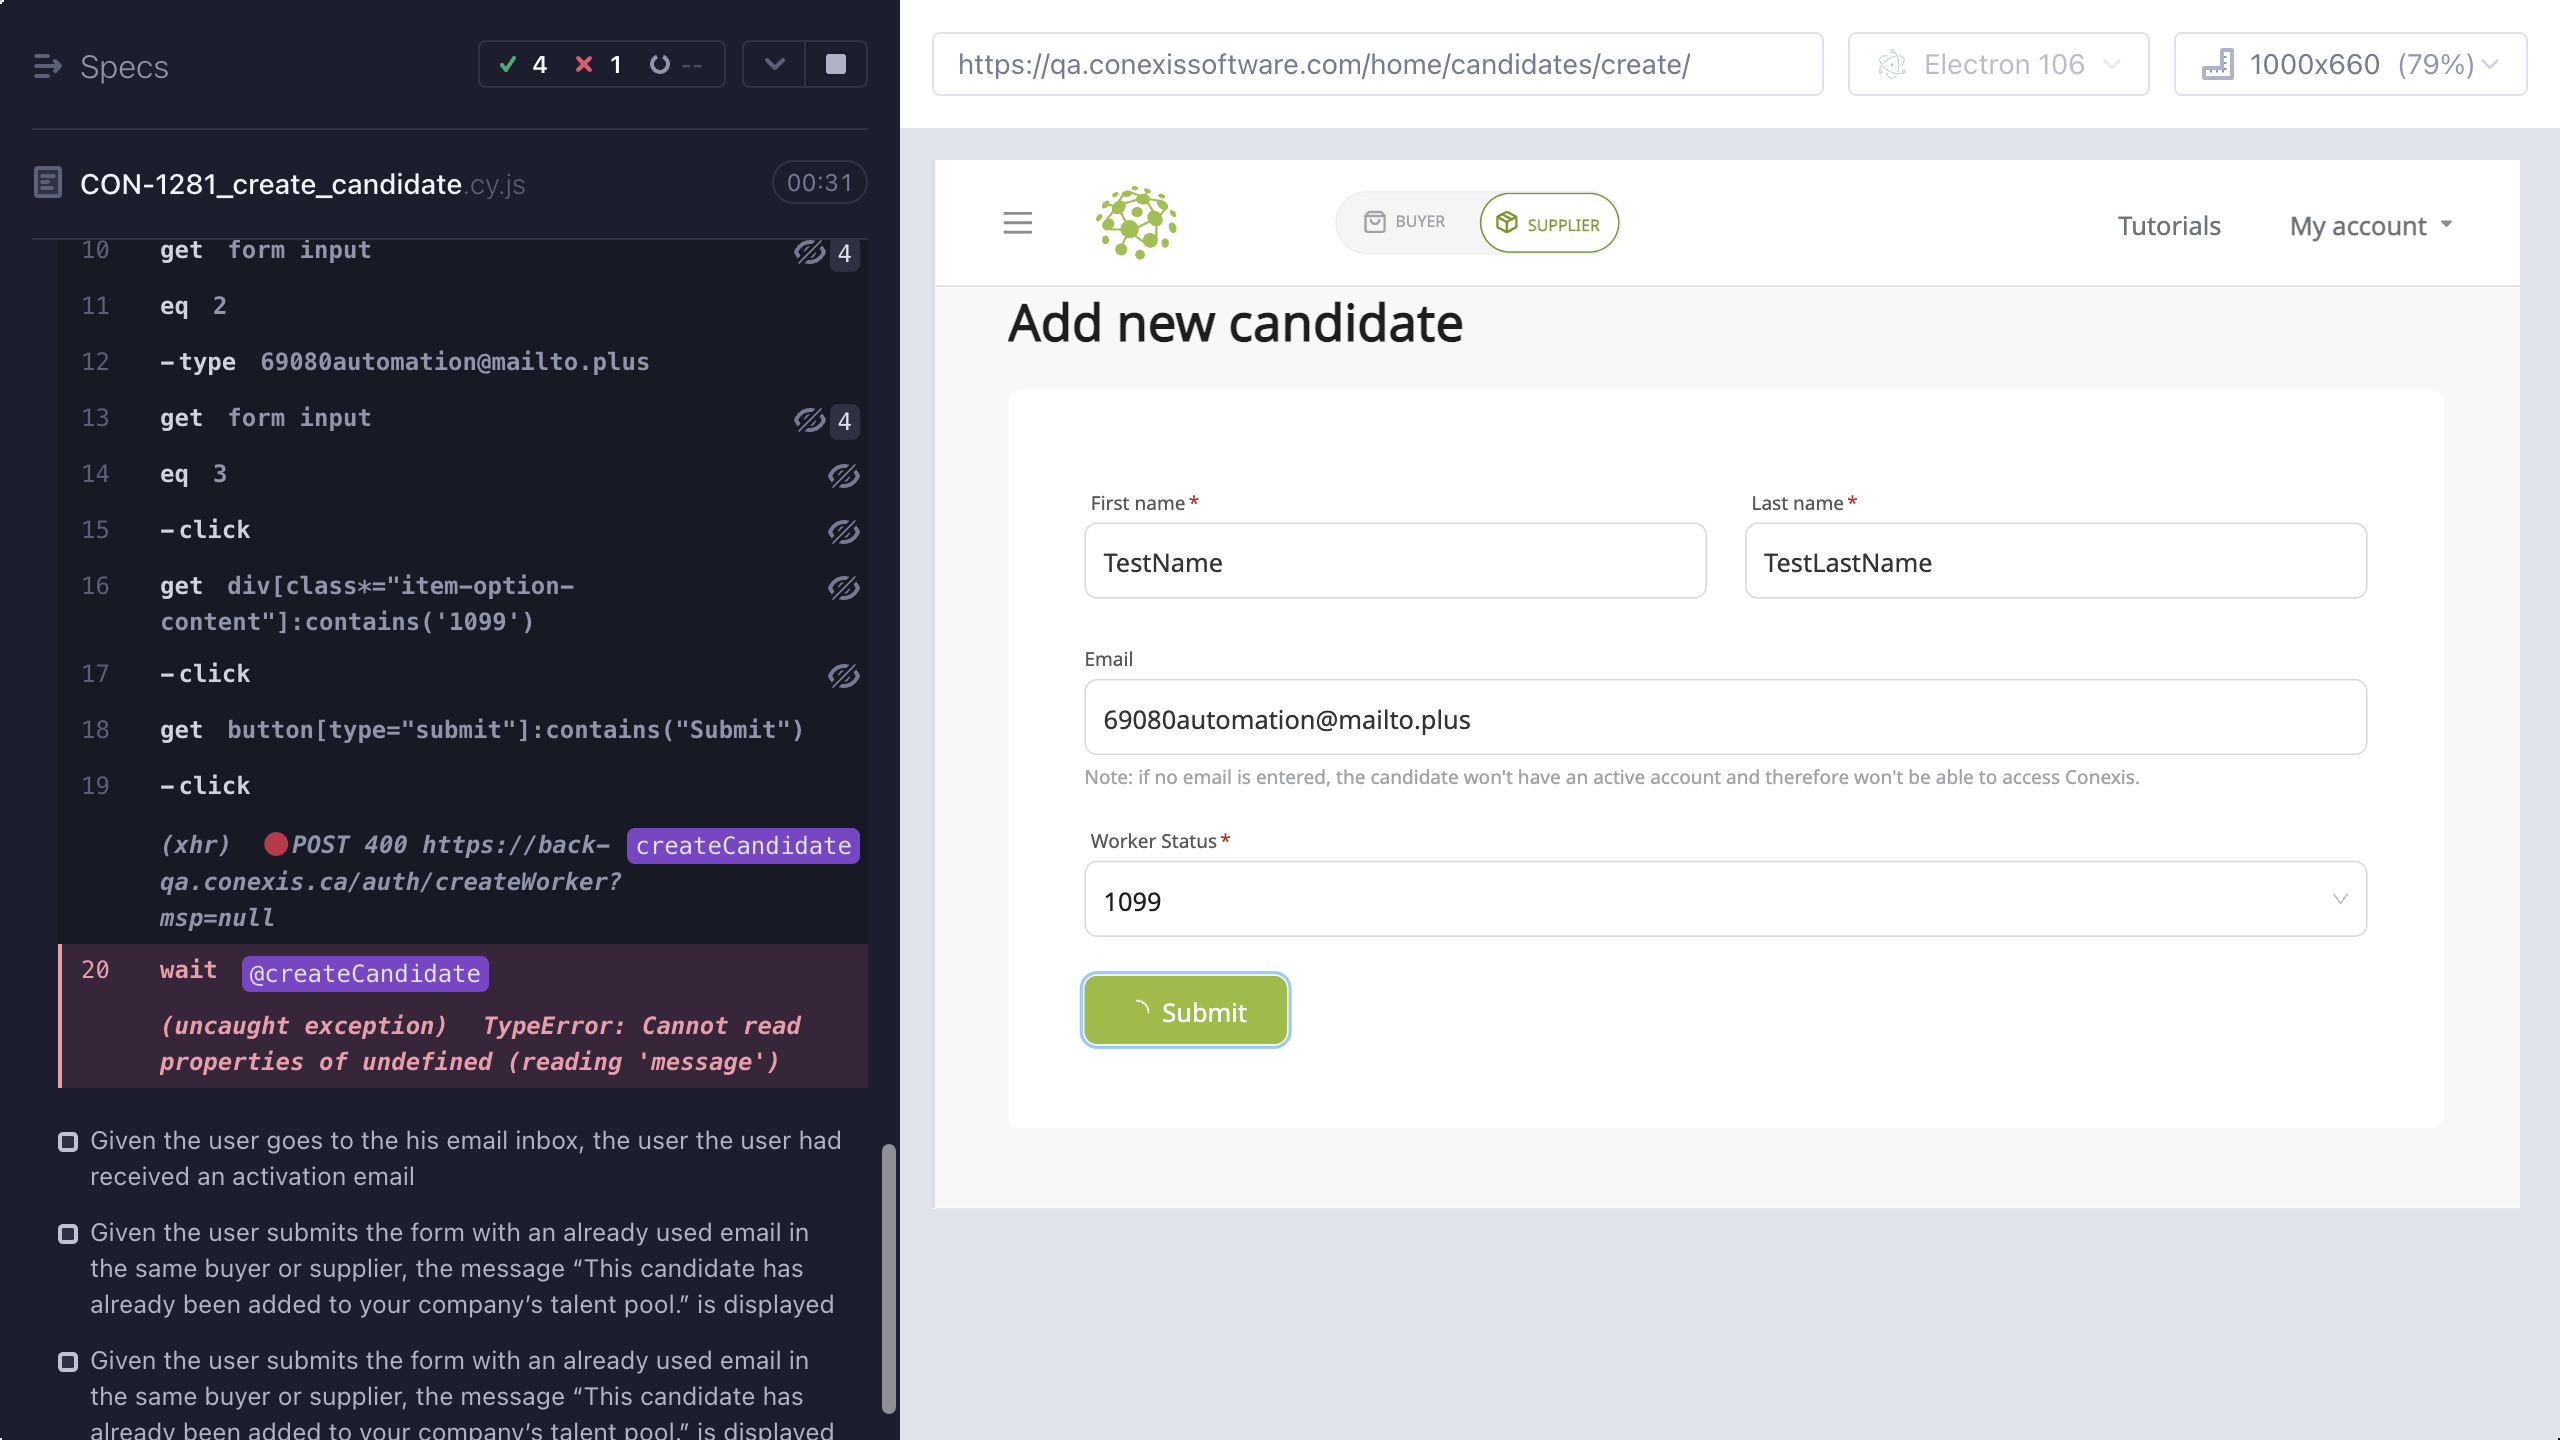 Specs
4 1 --
CON-1281_create_candidate.cy.js
00:31
10 get form input 4
11 eq 2
12 -type 69080automation@mailto.plus
13 get form input 4
14 eq 3
15 -click
16 get div[class*="item-option-
content"]:contains('1099')
17 -click
18 get button[type="submit"]:contains("Submit")
19 -click
(xhr) POST 400 https://back- createCandidate
qa.conexis.ca/auth/createWorker?
msp=null
20 wait @createCandidate
(uncaught exception) TypeError: Cannot read
properties of undefined (reading 'message')
Given the user goes to the his email inbox, the user the user had
received an activation email
Given the user submits the form with an already used email in
the same buyer or supplier, the message “This candidate has
already been added to your company’s talent pool.” is displayed
Given the user submits the form with an already used email in
the same buyer or supplier, the message “This candidate has
already been added to your company’s talent pool.” is displayed
https://qa.conexissoftware.com/home/candidates/create/
Electron 106
1000x660 (79%)
BUYER
SUPPLIER
Tutorials
My account
Add new candidate
First name*
Last name*
TestName
TestLastName
Email
69080automation@mailto.plus
Note: if no email is entered, the candidate won't have an active account and therefore won't be able to access Conexis.
Worker Status*
1099
Submit